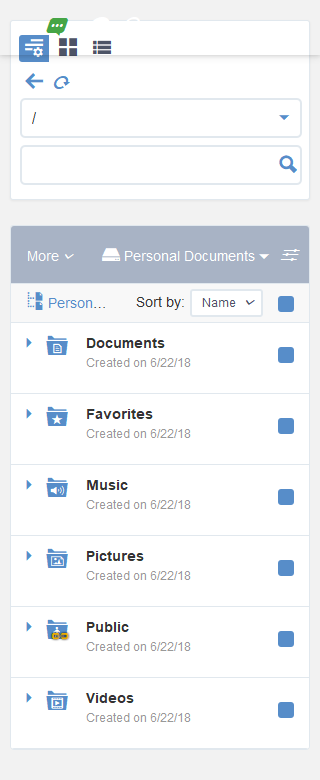 /
More
Personal Documents
Person...
Sort by:
Name
Documents
Created on 6/22/18
Favorites
Created on 6/22/18
Music
Created on 6/22/18
Pictures
Created on 6/22/18
Public
Created on 6/22/18
Videos
Created on 6/22/18